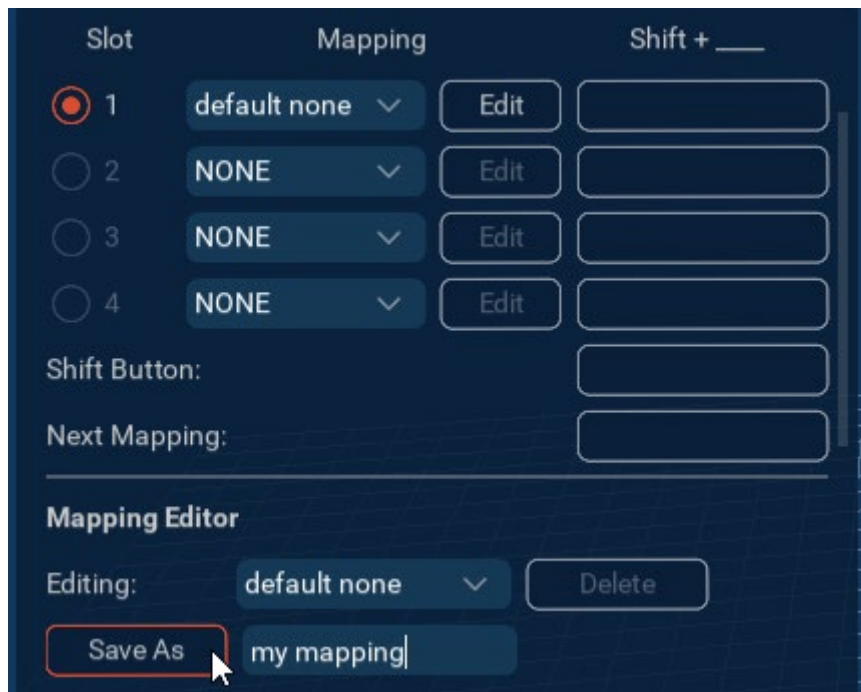 Slot Mapping Shift + ____
1 default none Edit
2 NONE Edit
3 NONE Edit
4 NONE Edit
Shift Button:
Next Mapping:
Mapping Editor
Editing: default none Delete
Save As my mapping